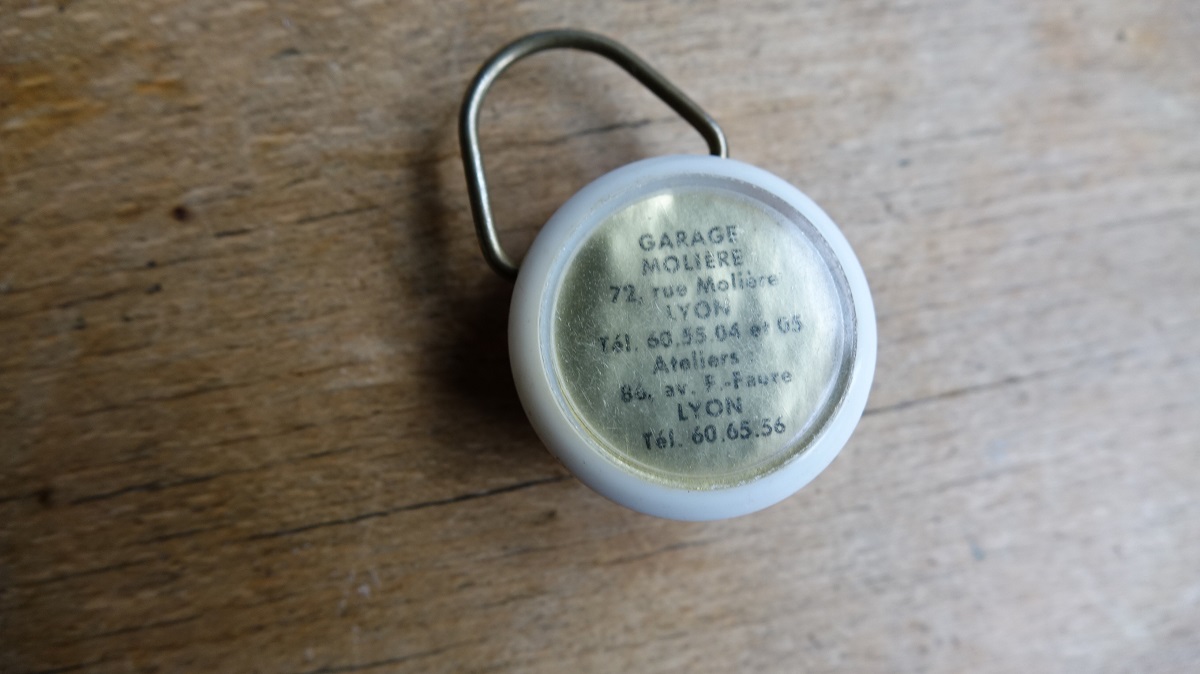 GARAGE
MOLIÈRE
72, rue Molière
LYON
Tél. 60.55.04 et 05
Ateliers :
86, av. F.-Faure
LYON
Tél. 60.65.56